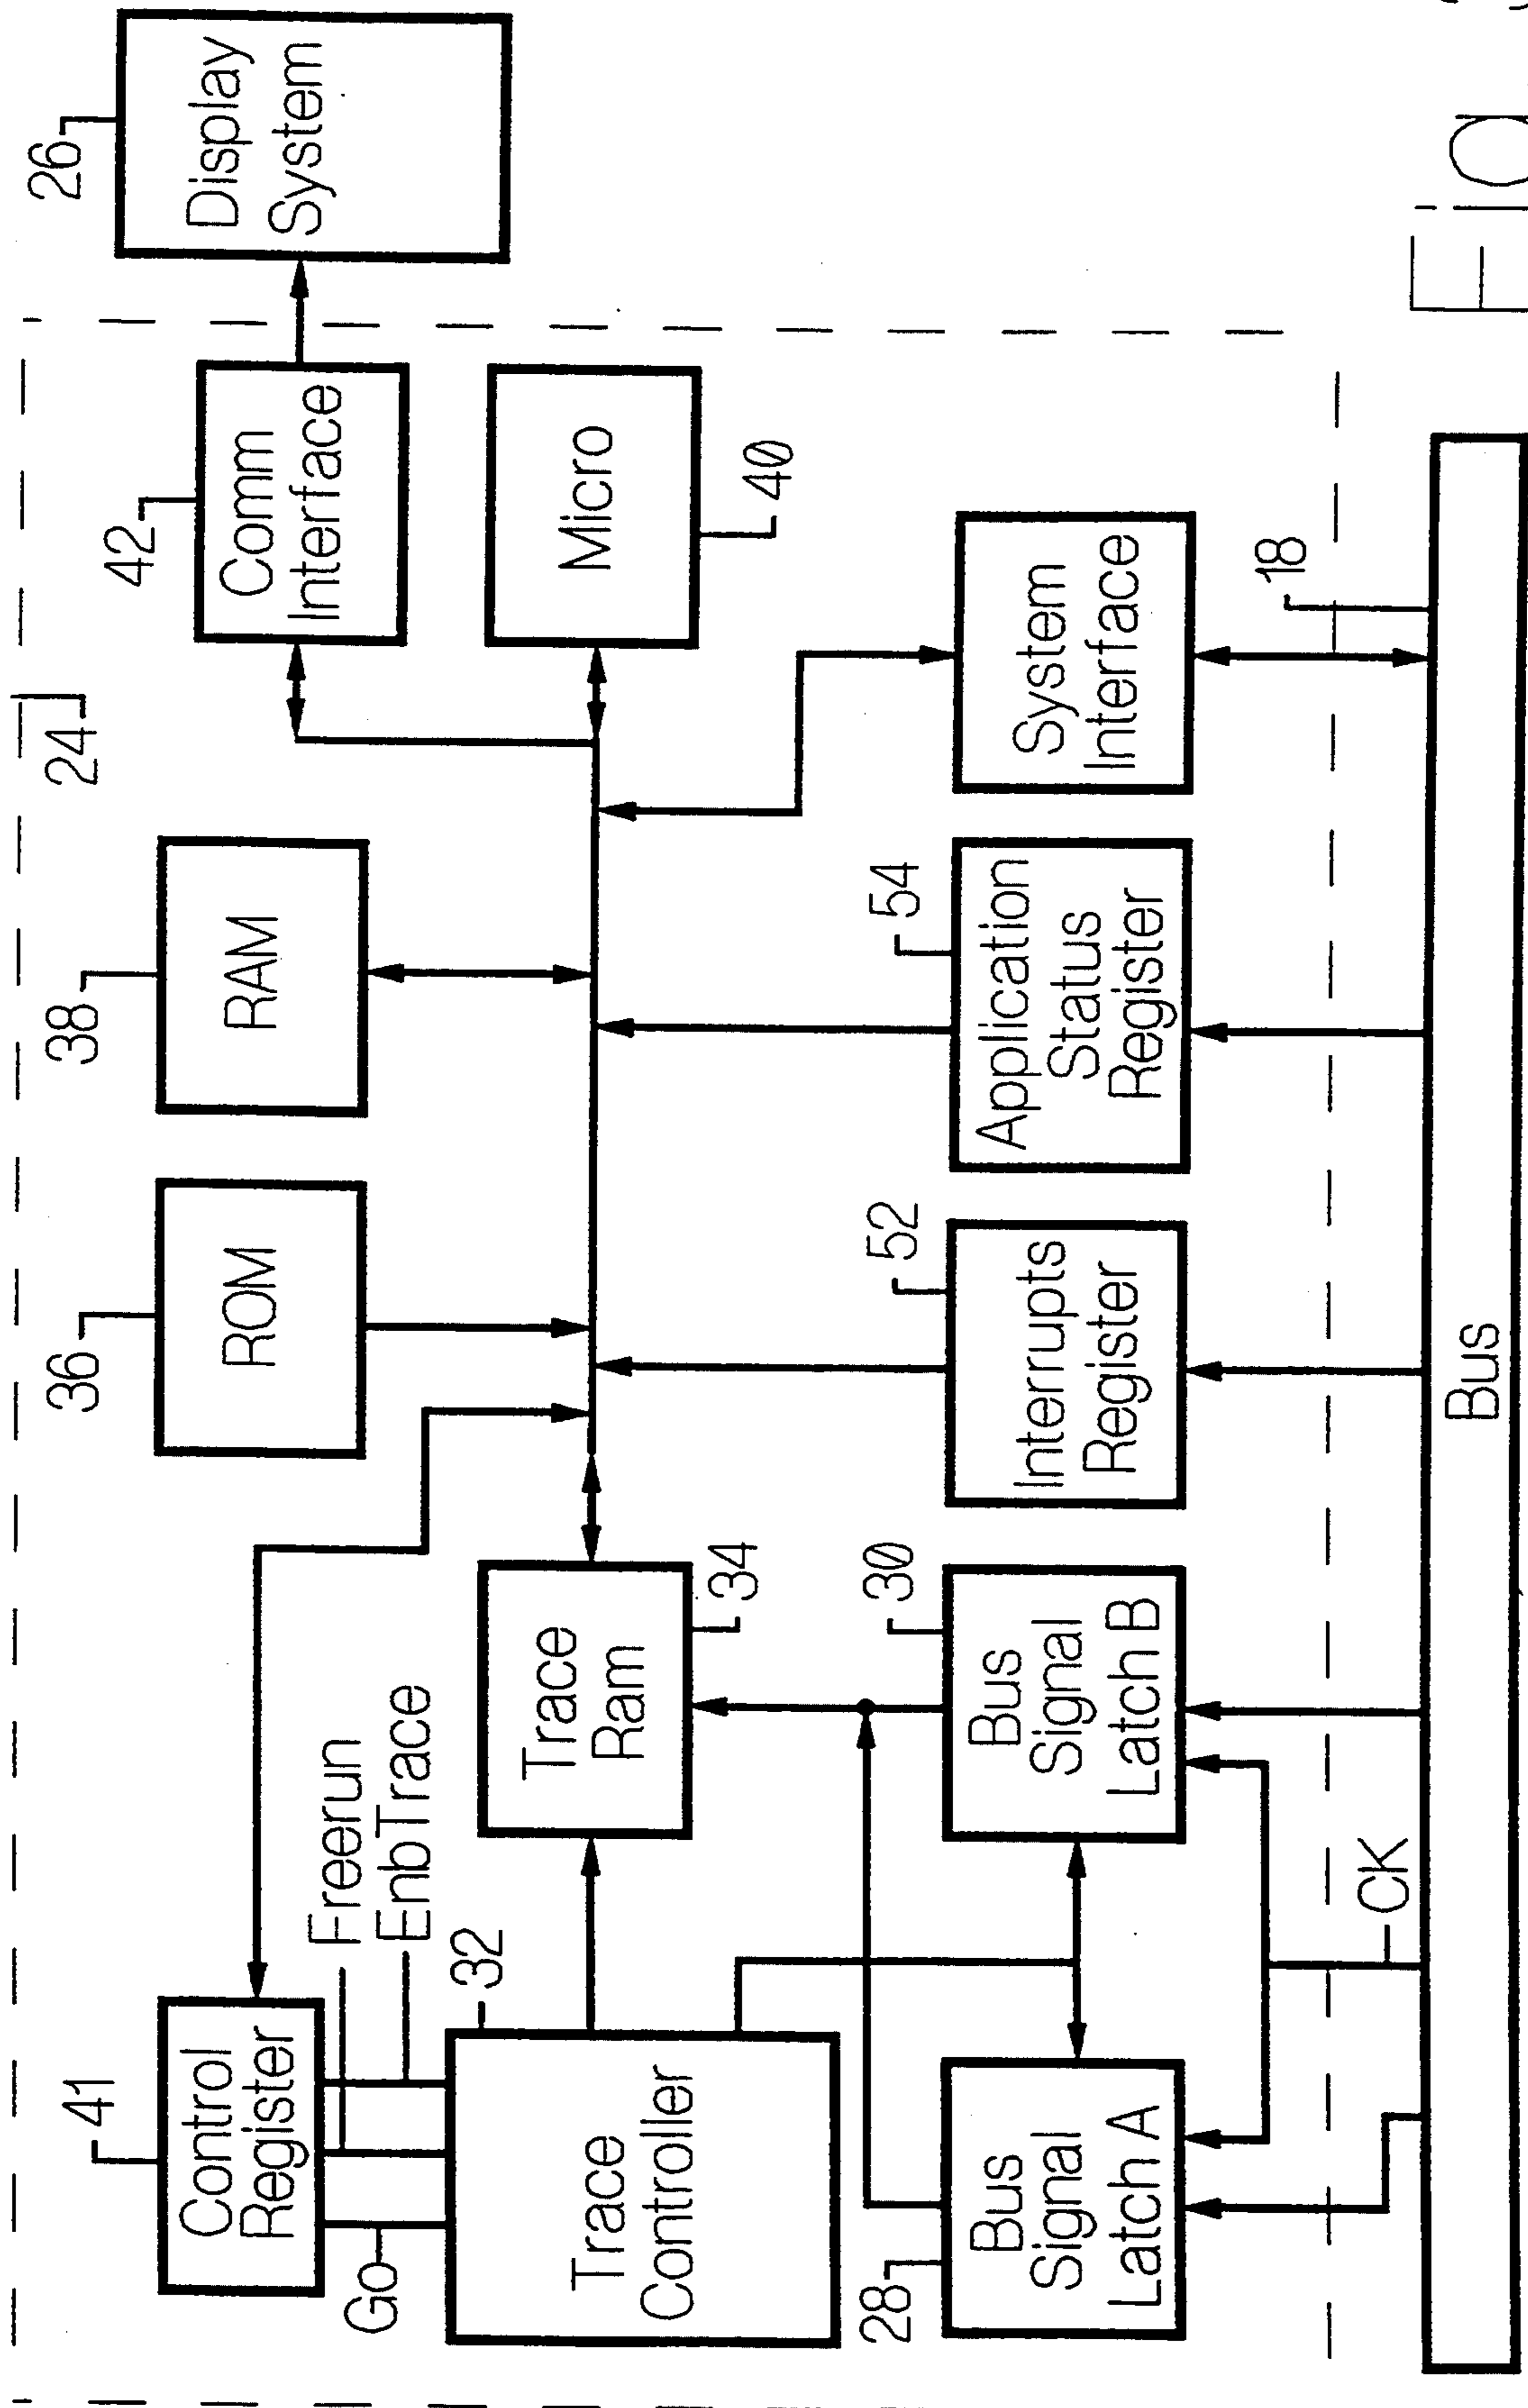 26
Display
System
42
Comm
Interface
Micro
40
24
38
RAM
36
ROM
41
Control
Register
Go
Freerun
EnbTrace
32
Trace
Controller
Trace
Ram
34
28
Bus
Signal
Latch A
30
Bus
Signal
Latch B
52
Interrupts
Register
54
Application
Status
Register
System
Interface
18
CK
Bus
Fig